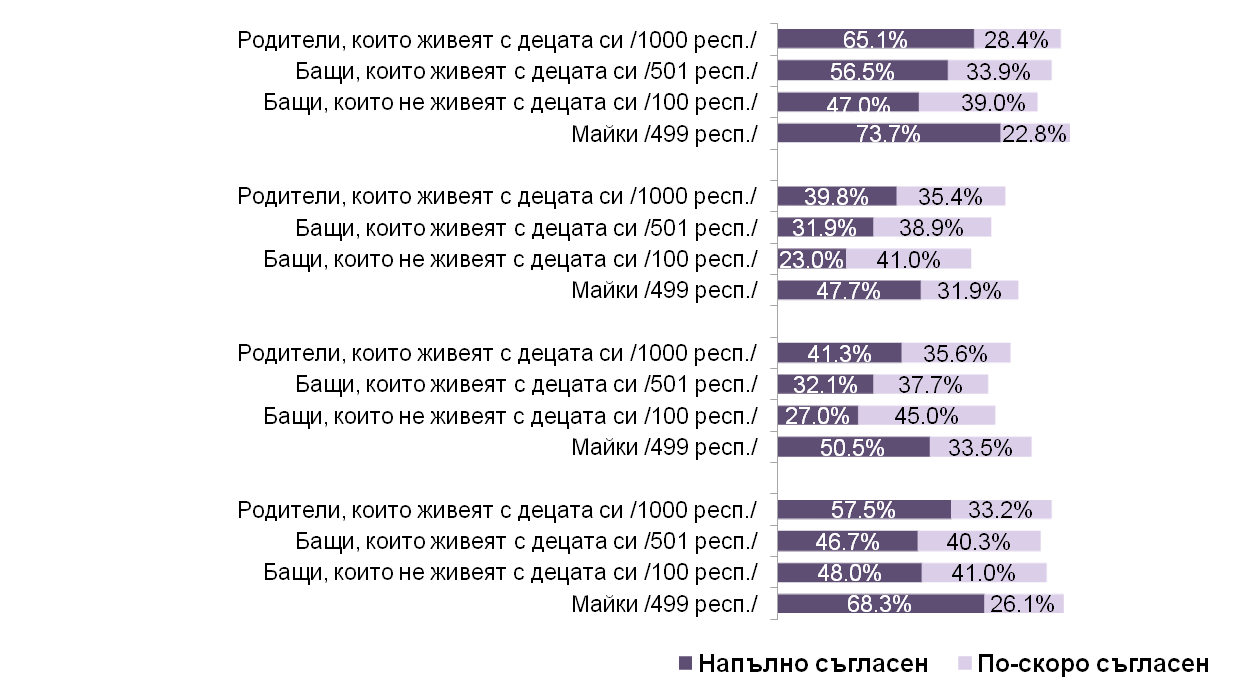 Родители, които живеят с децата си /1000 респ./ 65.1% 28.4%
Бащи, които живеят с децата си /501 респ./ 56.5% 33.9%
Бащи, които не живеят с децата си /100 респ./ 47.0% 39.0%
Майки /499 респ./ 73.7% 22.8%
Родители, които живеят с децата си /1000 респ./ 39.8% 35.4%
Бащи, които живеят с децата си /501 респ./ 31.9% 38.9%
Бащи, които не живеят с децата си /100 респ./ 23.0% 41.0%
Майки /499 респ./ 47.7% 31.9%
Родители, които живеят с децата си /1000 респ./ 41.3% 35.6%
Бащи, които живеят с децата си /501 респ./ 32.1% 37.7%
Бащи, които не живеят с децата си /100 респ./ 27.0% 45.0%
Майки /499 респ./ 50.5% 33.5%
Родители, които живеят с децата си /1000 респ./ 57.5% 33.2%
Бащи, които живеят с децата си /501 респ./ 46.7% 40.3%
Бащи, които не живеят с децата си /100 респ./ 48.0% 41.0%
Майки /499 респ./ 68.3% 26.1%
Напълно съгласен По-скоро съгласен